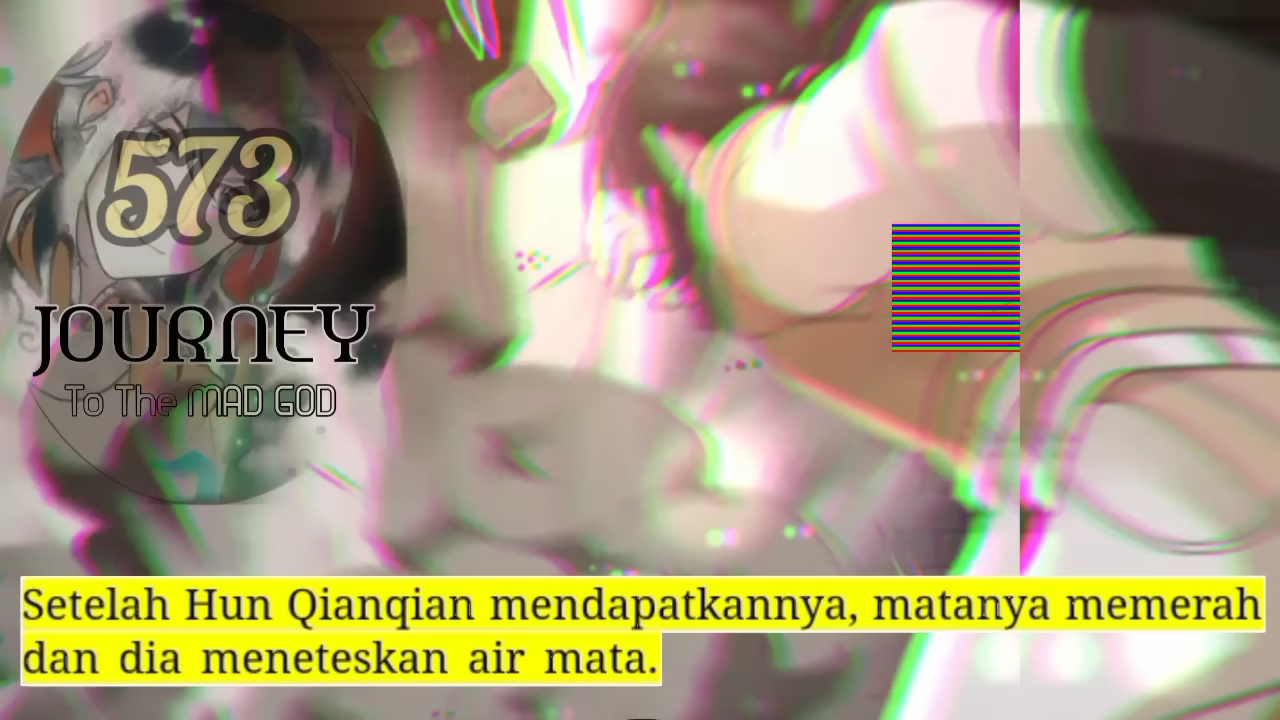 573
JOURNEY
To The MAD GOD
Setelah Hun Qianqian mendapatkannya, matanya memerah
dan dia meneteskan air mata.